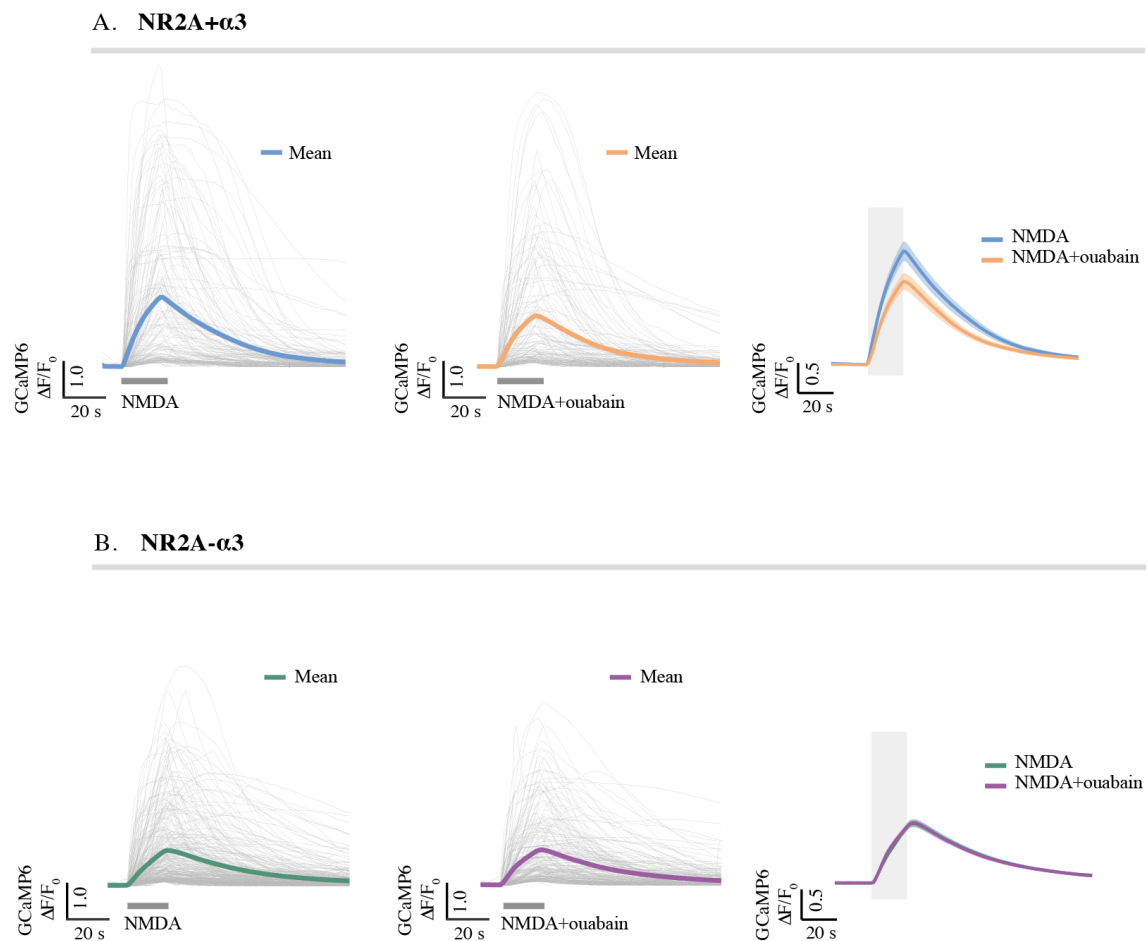 A. NR2A+α3
Mean
Mean
NMDA
NMDA+ouabain
GCaMP6
ΔF/F0
1.0
20 s
NMDA
GCaMP6
ΔF/F0
1.0
20 s
NMDA+ouabain
GCaMP6
ΔF/F0
0.5
20 s
B. NR2A-α3
Mean
Mean
NMDA
NMDA+ouabain
GCaMP6
ΔF/F0
1.0
20 s
NMDA
GCaMP6
ΔF/F0
1.0
20 s
NMDA+ouabain
GCaMP6
ΔF/F0
0.5
20 s